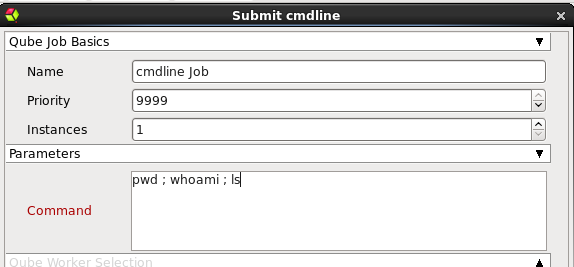 Submit cmdline
Qube Job Basics
Name cmdline Job
Priority 9999
Instances 1
Parameters
Command pwd ; whoami ; ls
Qube Worker Selection